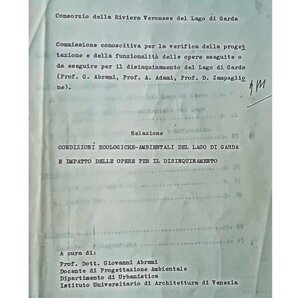 Consorzio della Riviera Veronese del Lago di Garda
Commissione conoscitiva per la verifica della proget
tazione e della funzionalità delle opere eseguite o
da eseguire per il disinquinamento del Lago di Garda
(Prof. G. Abrami, Prof. A. Adami, Prof. D. Zampaglio
ne).
Relazione
CONDIZIONI ECOLOGICHE-AMBIENTALI DEL LAGO DI GARDA
E IMPATTO DELLE OPERE PER IL DISINQUINAMENTO
A cura di:
Prof. Dott. Giovanni Abrami
Docente di Progettazione Ambientale
Dipartimento di Urbanistica
Istituto Universitario di Architettura di Venezia